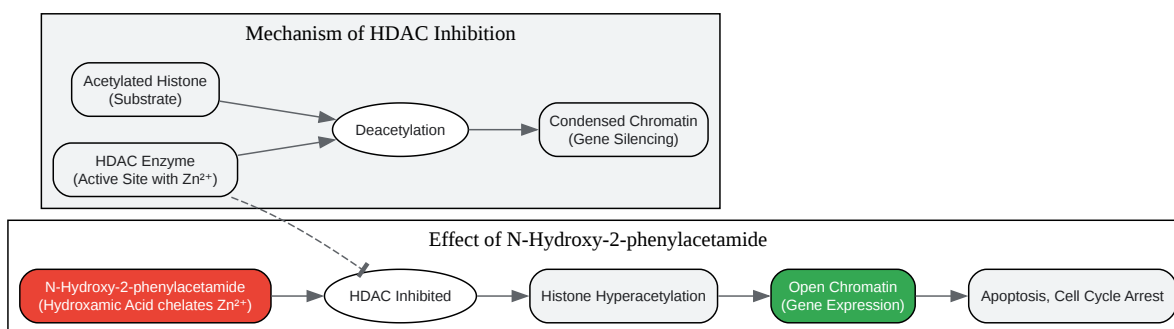 Mechanism of HDAC Inhibition
Acetylated Histone
(Substrate)
Deacetylation
Condensed Chromatin
(Gene Silencing)
HDAC Enzyme
(Active Site with Zn²⁺)
Effect of N-Hydroxy-2-phenylacetamide
N-Hydroxy-2-phenylacetamide
(Hydroxamic Acid chelates Zn²⁺)
HDAC Inhibited
Histone Hyperacetylation
Open Chromatin
(Gene Expression)
Apoptosis, Cell Cycle Arrest